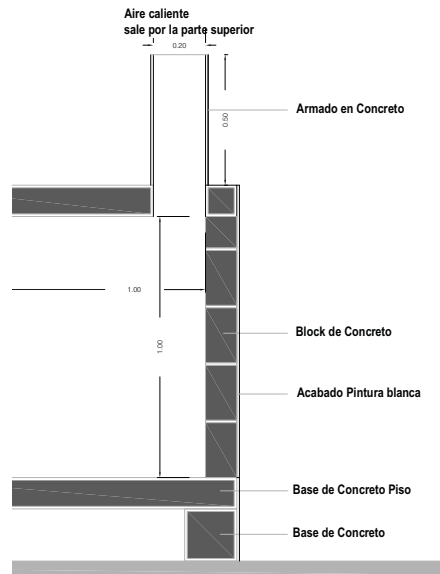 Aire caliente
sale por la parte superior
0.20
Armado en Concreto
0.50
1.00
Block de Concreto
1.00
Acabado Pintura blanca
Base de Concreto Piso
Base de Concreto